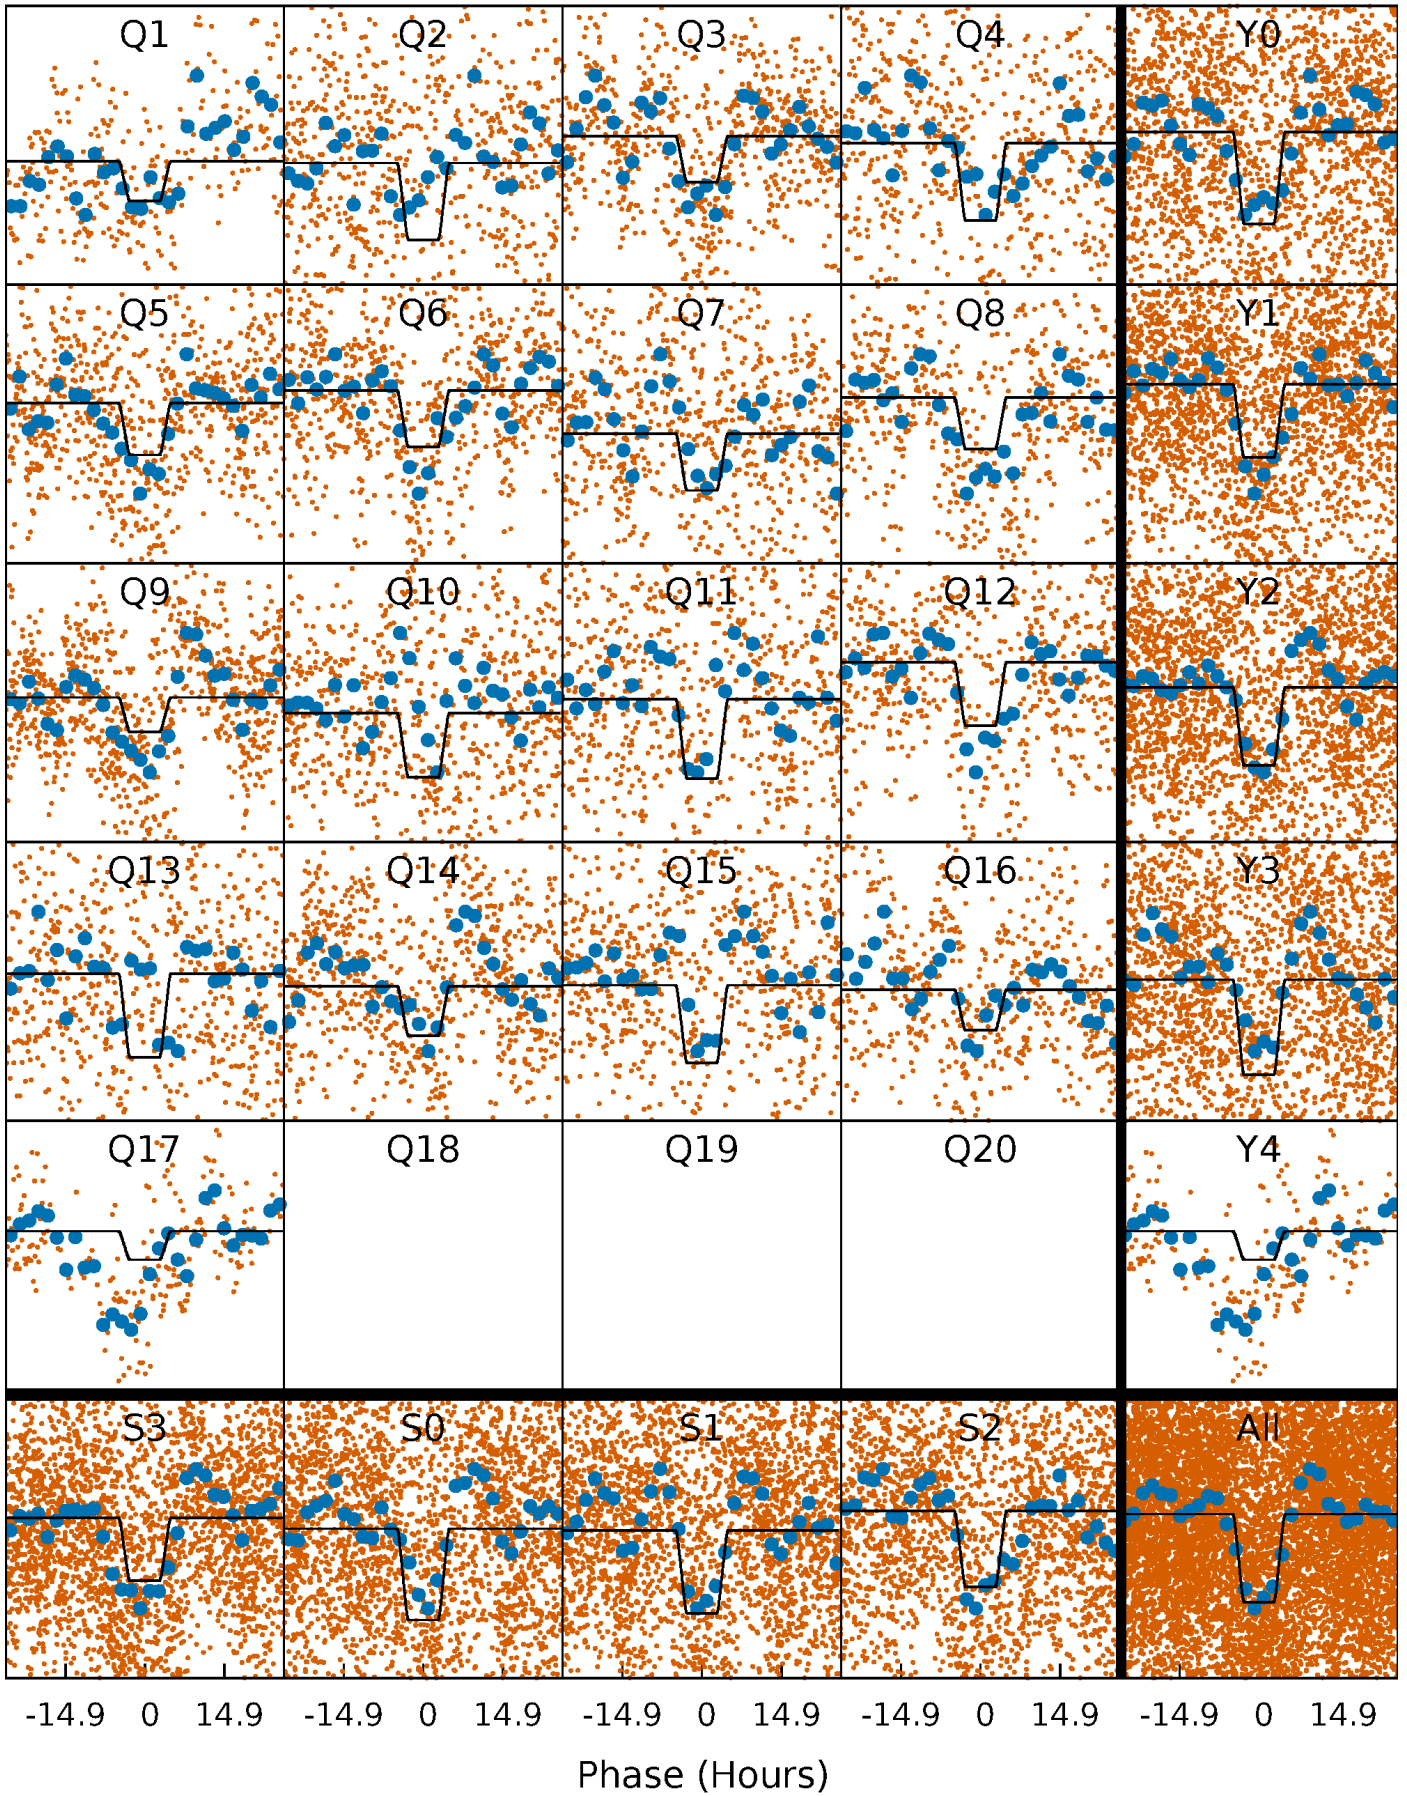 Q1 Q2 Q3 Q4 Y0
Q5 Q6 Q7 Q8 Y1
Q9 Q10 Q11 Q12 Y2
Q13 Q14 Q15 Q16 Y3
Q17 Q18 Q19 Q20 Y4
S3 S0 S1 S2 All
-14.9 0 14.9 -14.9 0 14.9 -14.9 0 14.9 -14.9 0 14.9 -14.9 0 14.9
Phase (Hours)